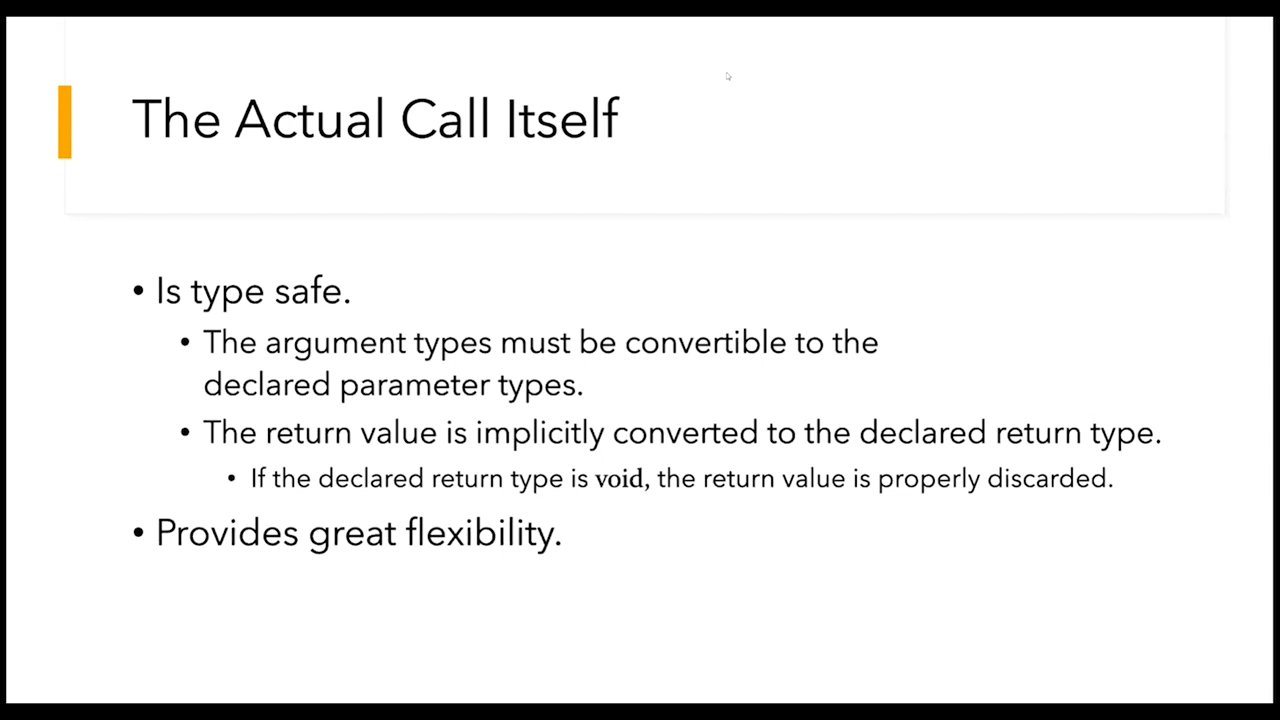 The Actual Call Itself
• Is type safe.
• The argument types must be convertible to the
declared parameter types.
• The return value is implicitly converted to the declared return type.
• If the declared return type is void, the return value is properly discarded.
• Provides great flexibility.